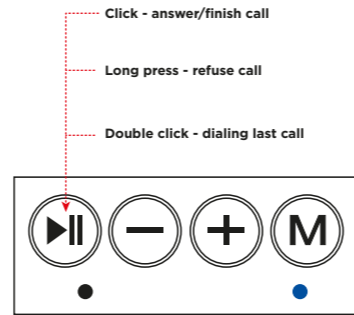 Click - answer/finish call
Long press - refuse call
Double click - dialing last call
M